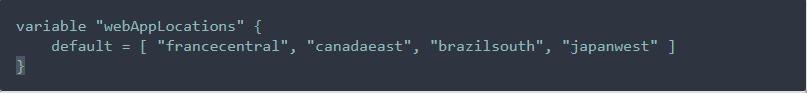 variable "webAppLocations" {
    default = [ "francecentral", "canadaeast", "brazilsouth", "japanwest" ]
}